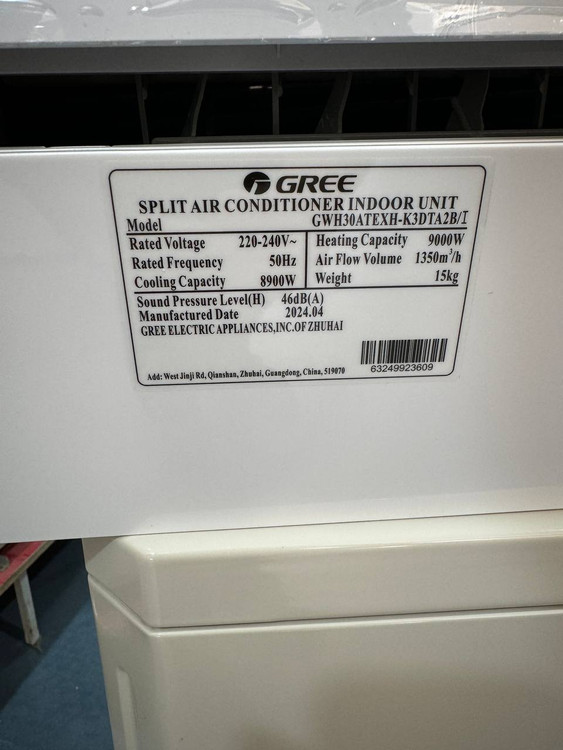 GREE
SPLIT AIR CONDITIONER INDOOR UNIT
Model GWH30ATEXH-K3DTA2B/I
Rated Voltage 220-240V~ Heating Capacity 9000W
Rated Frequency 50Hz Air Flow Volume 1350m³/h
Cooling Capacity 8900W Weight 15kg
Sound Pressure Level(H) 46dB(A)
Manufactured Date 2024.04
GREE ELECTRIC APPLIANCES,INC.OF ZHUHAI
Add: West Jinji Rd, Qianshan, Zhuhai, Guangdong, China, 519070
63249923609